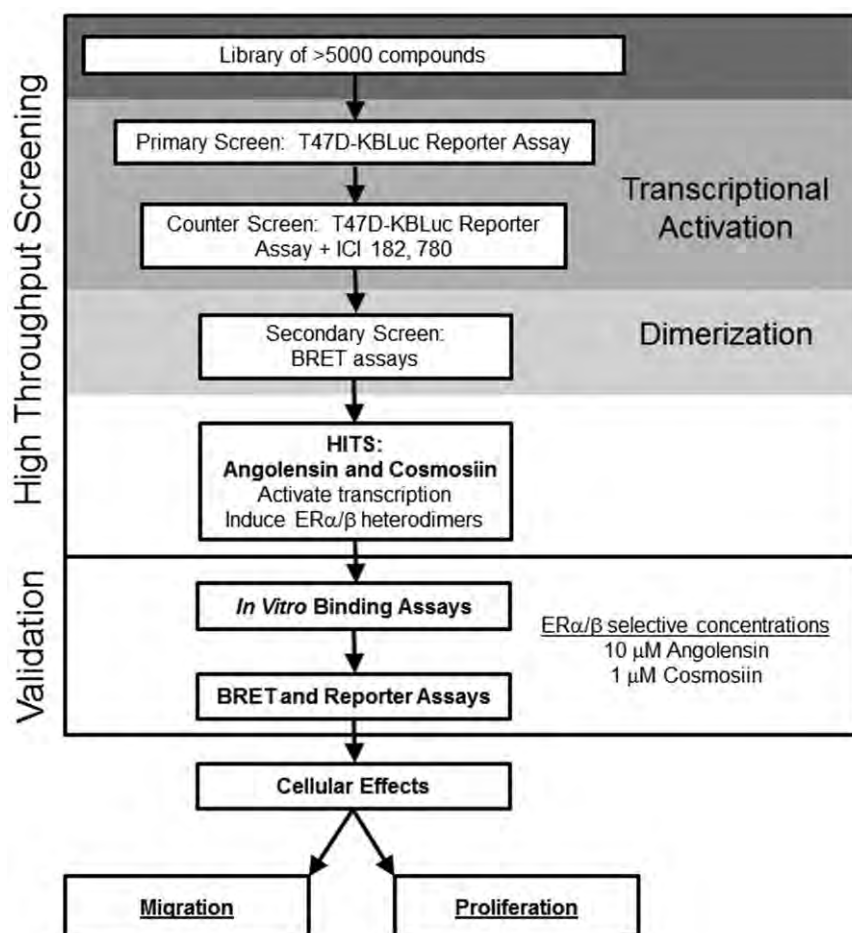 High Throughput Screening
Library of >5000 compounds
Primary Screen: T47D-KBLuc Reporter Assay
Counter Screen: T47D-KBLuc Reporter
Assay + ICI 182, 780
Transcriptional
Activation
Secondary Screen:
BRET assays
Dimerization
HITS:
Angolensin and Cosmosiin
Activate transcription
Induce ERα/β heterodimers
Validation
In Vitro Binding Assays
BRET and Reporter Assays
ERα/β selective concentrations
10 μM Angolensin
1 μM Cosmosiin
Cellular Effects
Migration
Proliferation